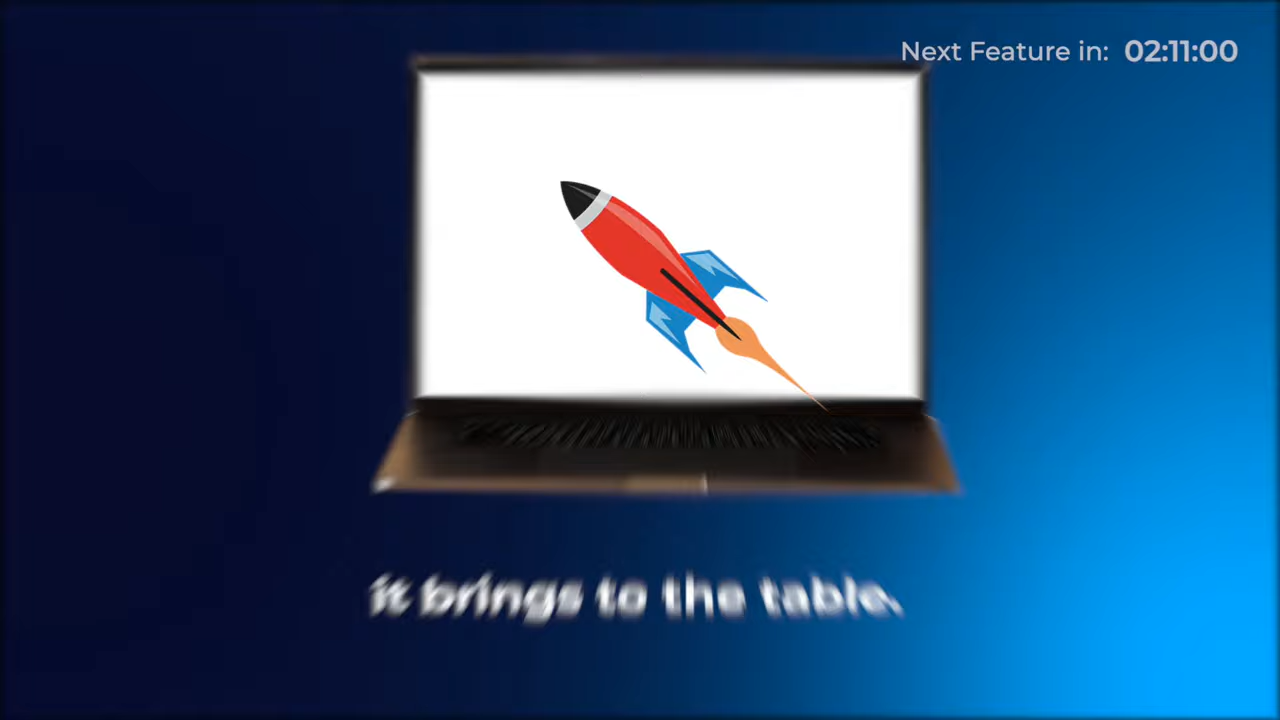 Next Feature in: 02:11:00
it brings to the table.